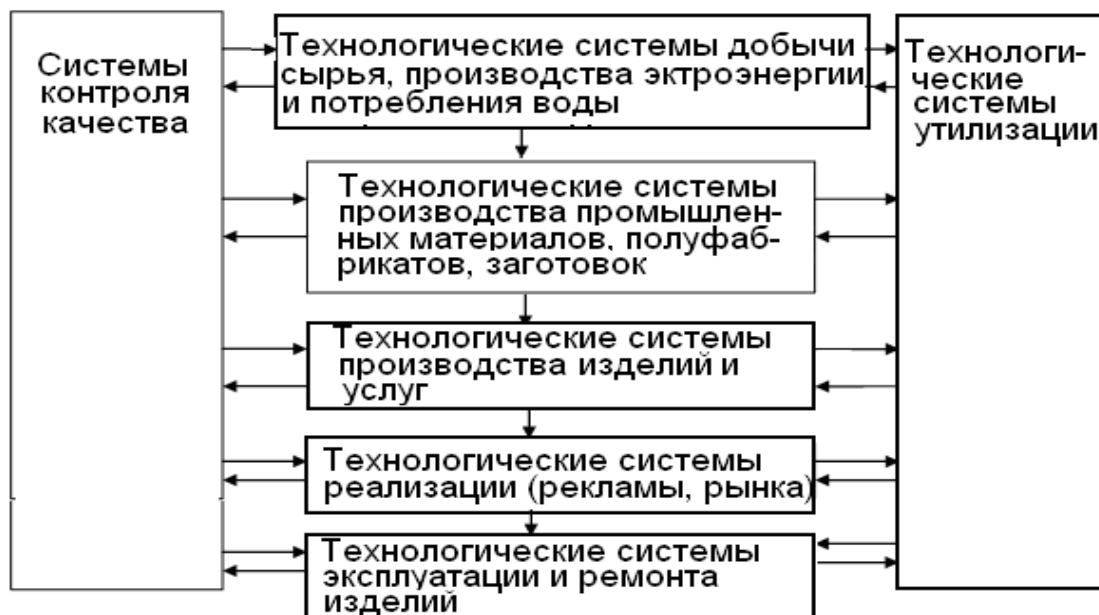 Системы
контроля
качества
Технологические системы добычи
сырья, производства эктроэнергии
и потребления воды
Технологические системы
производства промышлен-
ных материалов, полуфаб-
рикатов, заготовок
Технологические системы
производства изделий и
услуг
Технологические системы
реализации (рекламы, рынка)
Технологические системы
эксплуатации и ремонта
изделий
Технологи-
ческие
системы
утилизации